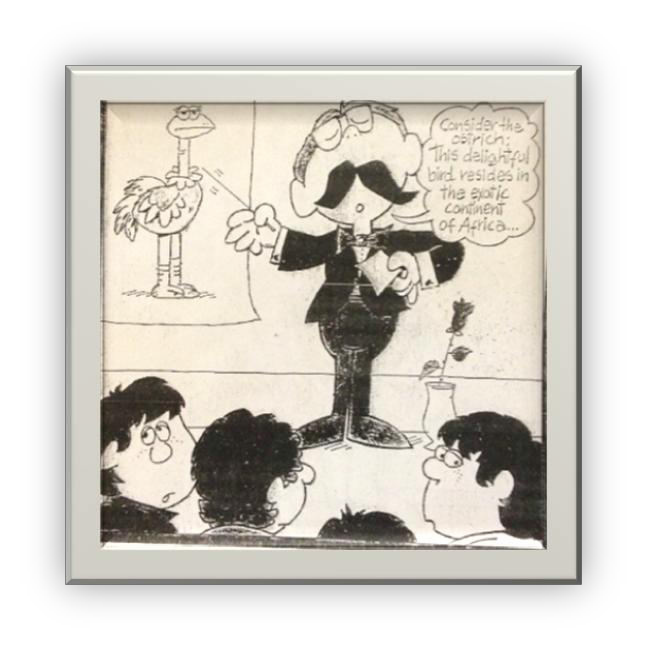 Consider the
ostrich;
This delightful
bird resides in
the exotic
continent
of Africa...